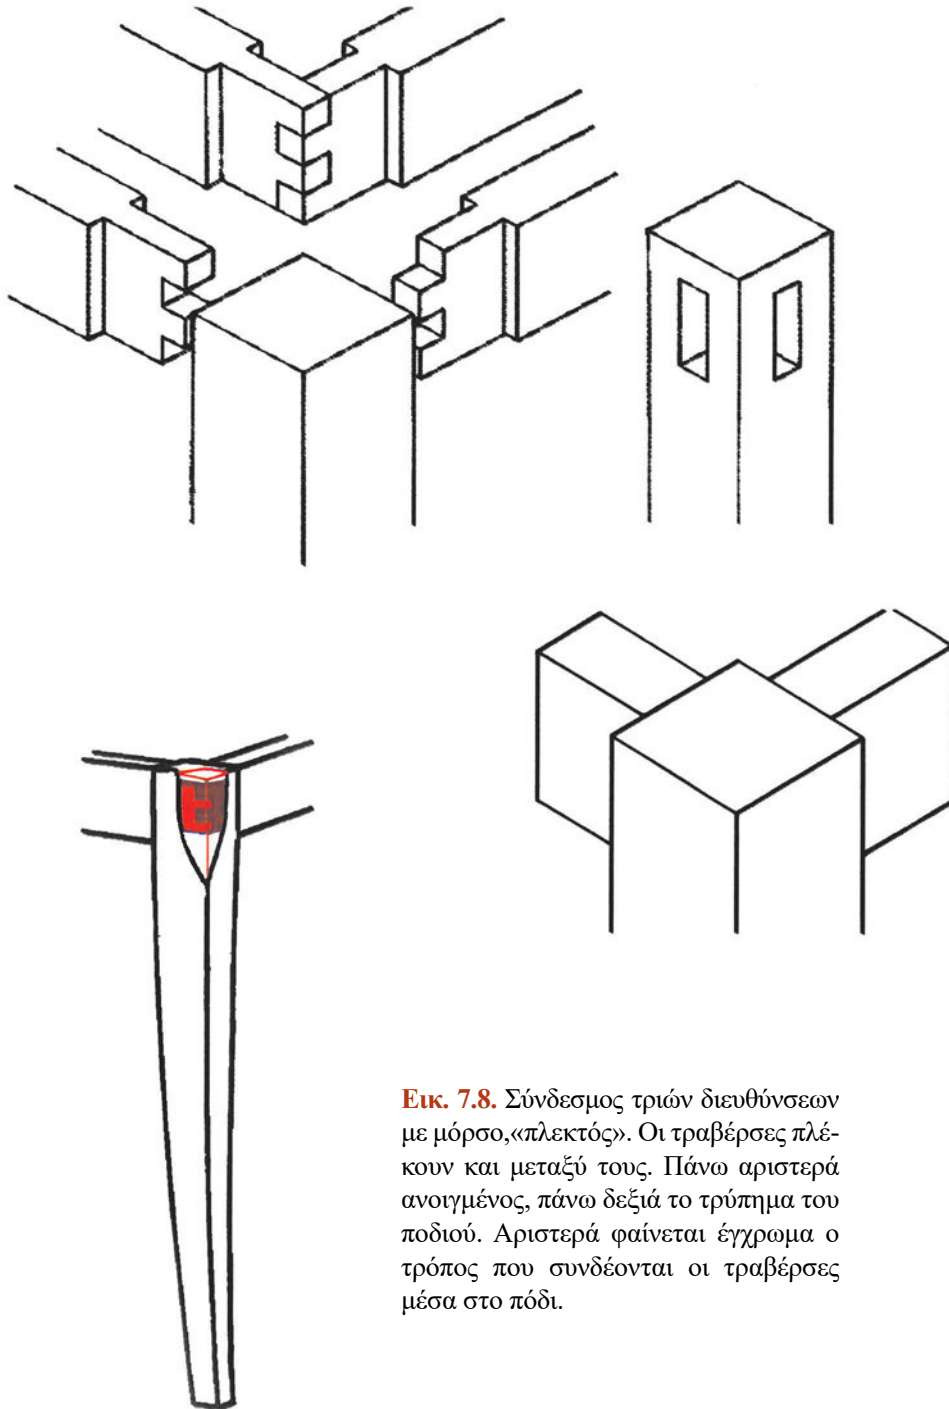 Εικ. 7.8. Σύνδεσμος τριών διευθύνσεων
με μόρσο,«πλεκτός». Οι τραβέρσες πλέ-
κουν και μεταξύ τους. Πάνω αριστερά
ανοιγμένος, πάνω δεξιά το τρύπημα του
ποδιού. Αριστερά φαίνεται έγχρωμα ο
τρόπος που συνδέονται οι τραβέρσες
μέσα στο πόδι.